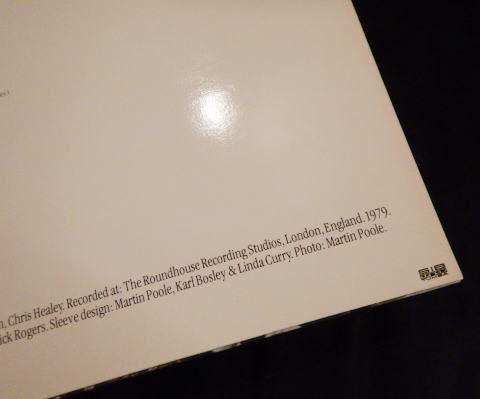 Chris Healey. Recorded at: The Roundhouse Recording Studios, London, England. 1979.
Rogers. Sleeve design: Martin Poole, Karl Bosley & Linda Curry. Photo: Martin Poole.